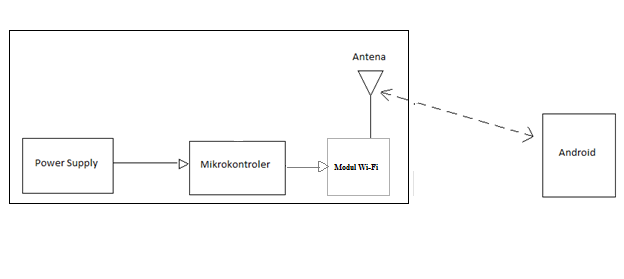 Antena
Power Supply
Mikrokontroler
Modul Wi-Fi
Android